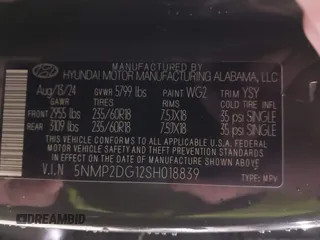 MANUFACTURED BY
HYUNDAI MOTOR MANUFACTURING ALABAMA, LLC
Aug/13/24 GVWR 5799 lbs PAINT WG2 TRIM YSY
GAWR TIRES RIMS COLD TIRE PRES.
FRONT 2955 lbs 235/60R18 7.5JX18 35 psi SINGLE
REAR 3109 lbs 235/60R18 7.5JX18 35 psi SINGLE
THIS VEHICLE CONFORMS TO ALL APPLICABLE U.S.A. FEDERAL
MOTOR VEHICLE SAFETY AND THEFT PREVENTION STANDARDS
IN EFFECT ON THE DATE OF MANUFACTURE SHOWN ABOVE.
V.I.N 5NMP2DG12SH018839
TYPE: MPV
DREAMBID